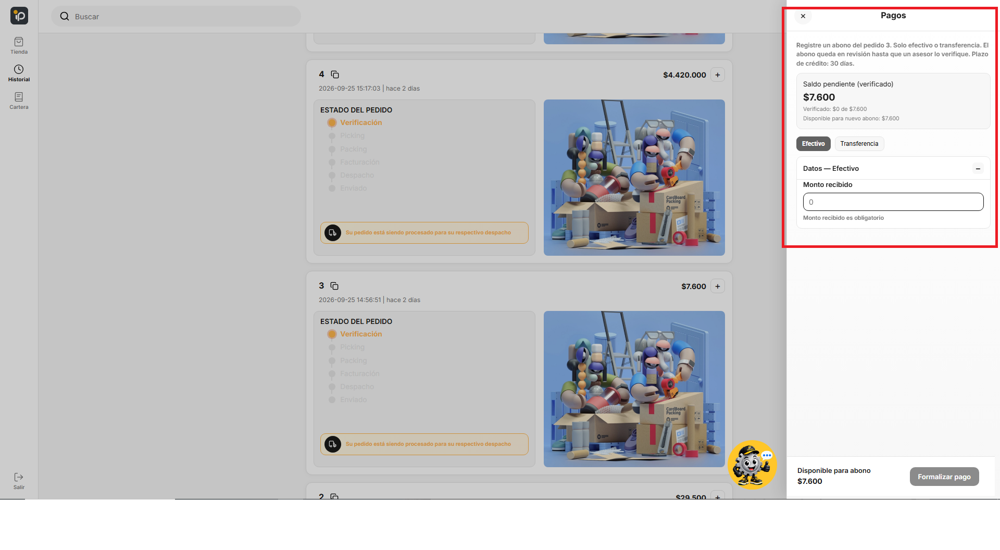 ip
Buscar
Tienda
Historial
Cartera
Salir
4
$4.420.000
+
2026-09-25 15:17:03 | hace 2 días
ESTADO DEL PEDIDO
Verificación
Picking
Packing
Facturación
Despacho
Enviado
Su pedido está siendo procesado para su respectivo despacho
CardBoard
Packing
3
$7.600
+
2026-09-25 14:56:51 | hace 2 días
ESTADO DEL PEDIDO
Verificación
Picking
Packing
Facturación
Despacho
Enviado
Su pedido está siendo procesado para su respectivo despacho
CardBoard
Packing
2
$29.500
+
Pagos
Registre un abono del pedido 3. Solo efectivo o transferencia. El
abono queda en revisión hasta que un asesor lo verifique. Plazo
de crédito: 30 días.
Saldo pendiente (verificado)
$7.600
Verificado: $0 de $7.600
Disponible para nuevo abono: $7.600
Efectivo
Transferencia
Datos — Efectivo
Monto recibido
0
Monto recibido es obligatorio
Disponible para abono
$7.600
Formalizar pago